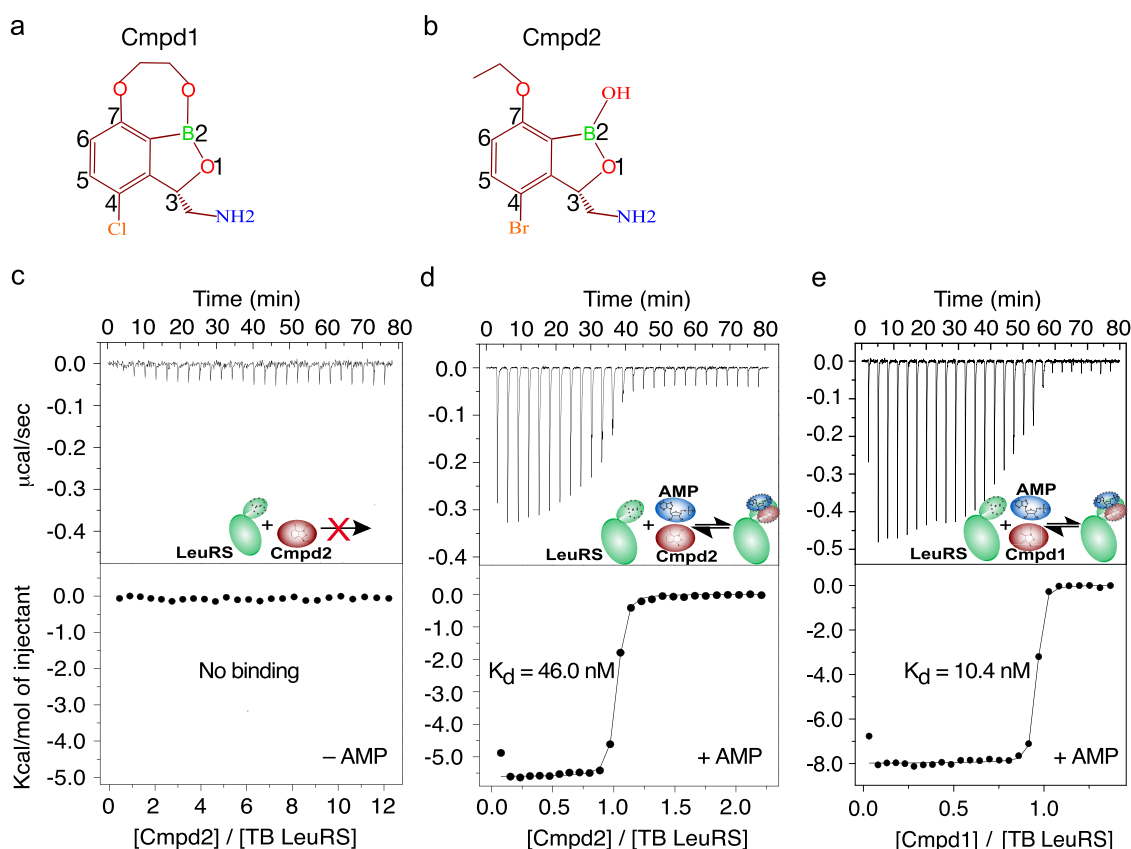 a
Cmpd1
O
O
7
6
B 2
O1
5
4
3
Cl
NH2
b
Cmpd2
O
OH
7
6
B
2
O1
5
4
3
Br
NH2
c
Time (min)
0 10 20 30 40 50 60 70 80
0.0
-0.1
-0.2
-0.3
-0.4
μcal/sec
LeuRS
+
Cmpd2
X
0.0
-1.0
-2.0
-3.0
-4.0
-5.0
Kcal/mol of injectant
No binding
– AMP
0 2 4 6 8 10 12
[Cmpd2] / [TB LeuRS]
d
Time (min)
0 10 20 30 40 50 60 70 80
0.0
-0.1
-0.2
-0.3
-0.4
AMP
+
LeuRS
Cmpd2
0.0
-1.0
-2.0
-3.0
-4.0
-5.0
Kd = 46.0 nM
+ AMP
0.0 0.5 1.0 1.5 2.0
[Cmpd2] / [TB LeuRS]
e
Time (min)
0 10 20 30 40 50 60 70 80
0.0
-0.1
-0.2
-0.3
-0.4
-0.5
AMP
+
LeuRS
Cmpd1
0.0
-2.0
-4.0
-6.0
-8.0
Kd = 10.4 nM
+ AMP
0.0 0.5 1.0
[Cmpd1] / [TB LeuRS]